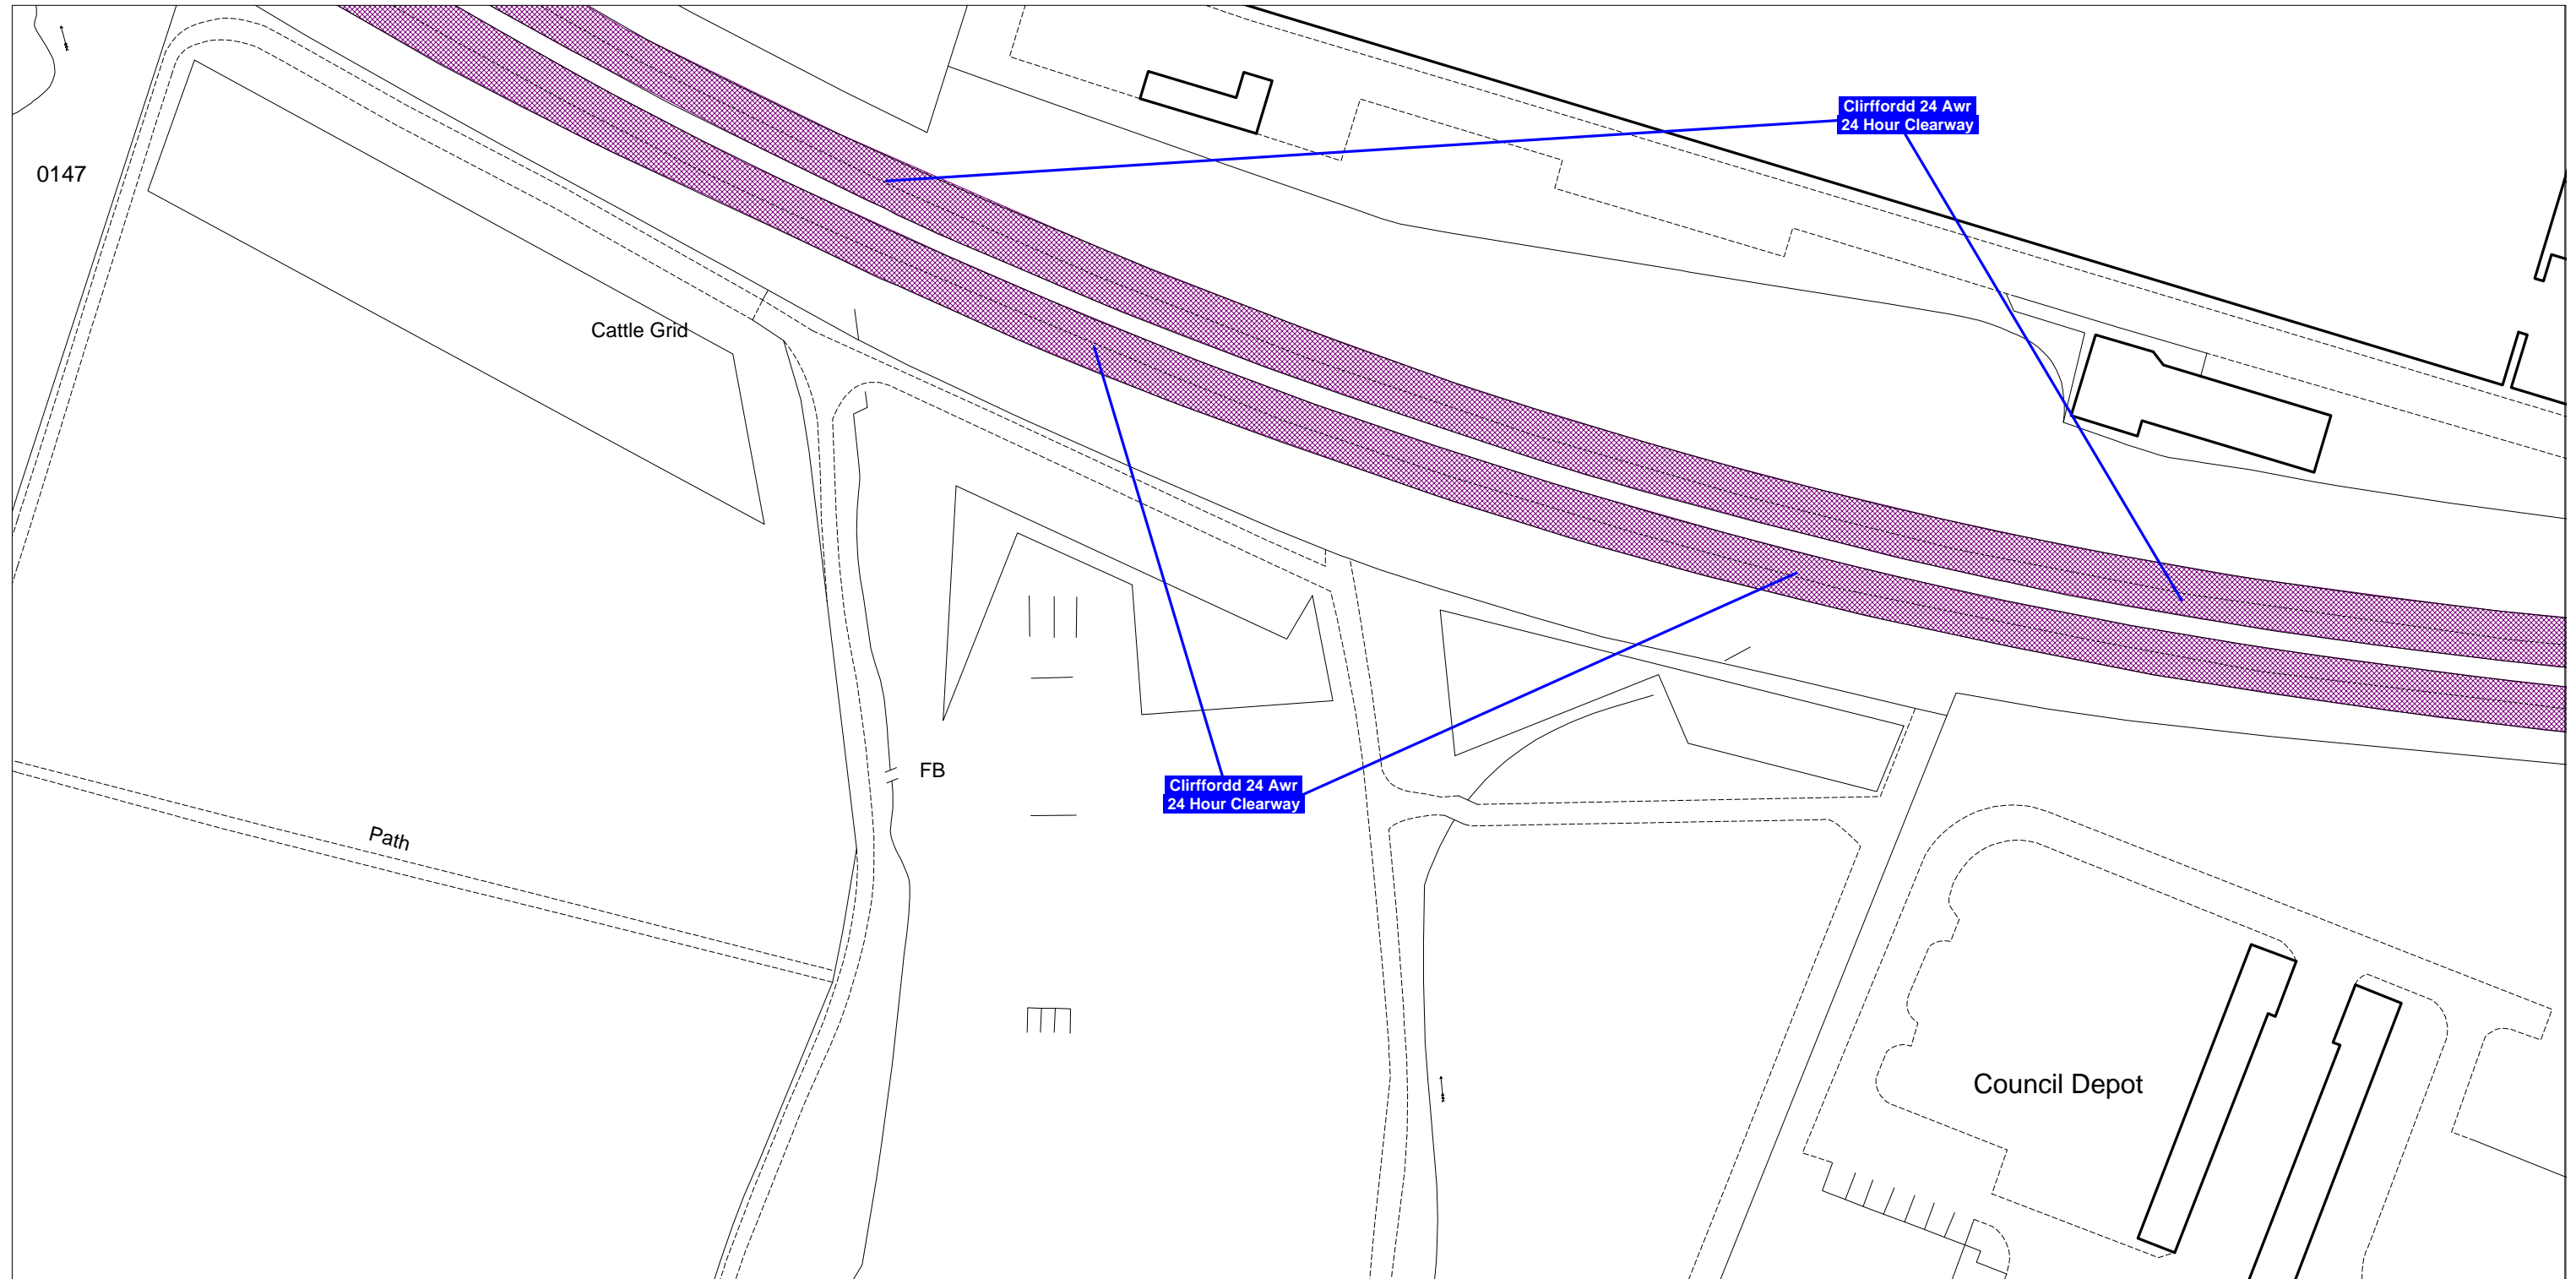 Clirffordd 24 Awr
24 Hour Clearway
0147
Cattle Grid
FB
Clirffordd 24 Awr
24 Hour Clearway
Path
Council Depot